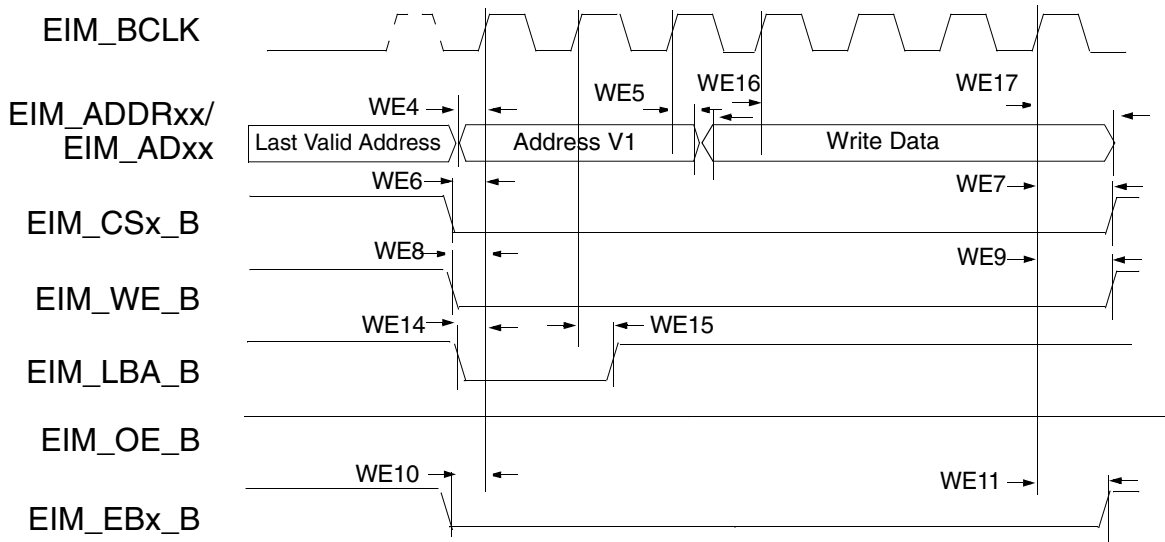 EIM_BCLK
WE4
WE5
WE16
WE17
EIM_ADDRxx/
EIM_ADxx
Last Valid Address
Address V1
Write Data
WE6
WE7
EIM_CSx_B
WE8
WE9
EIM_WE_B
WE14
WE15
EIM_LBA_B
EIM_OE_B
WE10
WE11
EIM_EBx_B